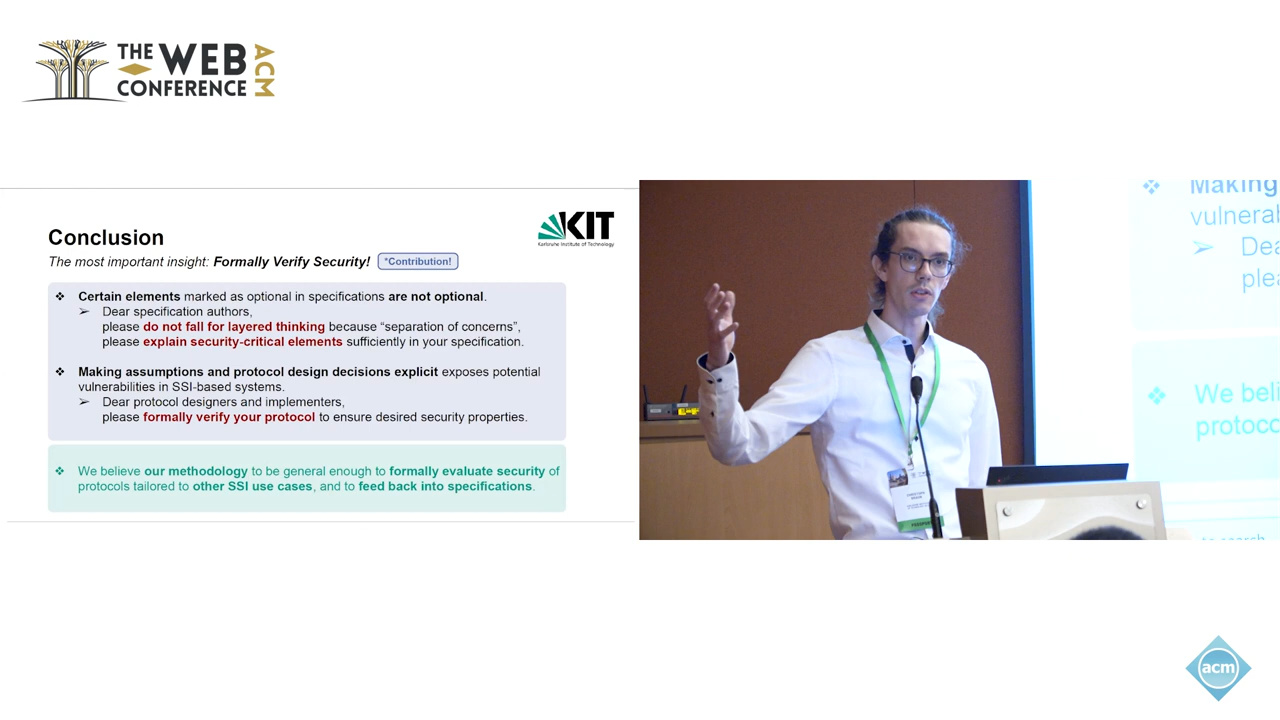 THE WEB
CONFERENCE
ACM
Conclusion
KIT
Karlsruhe Institute of Technology
The most important insight: Formally Verify Security! *Contribution!
❖ Certain elements marked as optional in specifications are not optional.
➢ Dear specification authors,
please do not fall for layered thinking because “separation of concerns”,
please explain security-critical elements sufficiently in your specification.
❖ Making assumptions and protocol design decisions explicit exposes potential
vulnerabilities in SSI-based systems.
➢ Dear protocol designers and implementers,
please formally verify your protocol to ensure desired security properties.
❖ We believe our methodology to be general enough to formally evaluate security of
protocols tailored to other SSI use cases, and to feed back into specifications.
❖ Making
vulnerab
➢ Dea
plea
❖ We beli
protoco
acm